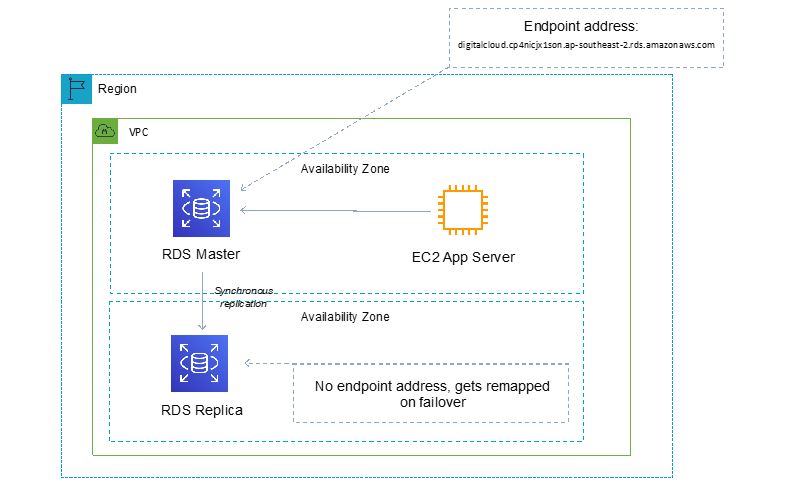 Endpoint address:
digitalcloud.cp4nicjx1son.ap-southeast-2.rds.amazonaws.com
Region
VPC
Availability Zone
RDS Master
EC2 App Server
Synchronous
replication
Availability Zone
RDS Replica
No endpoint address, gets remapped
on failover